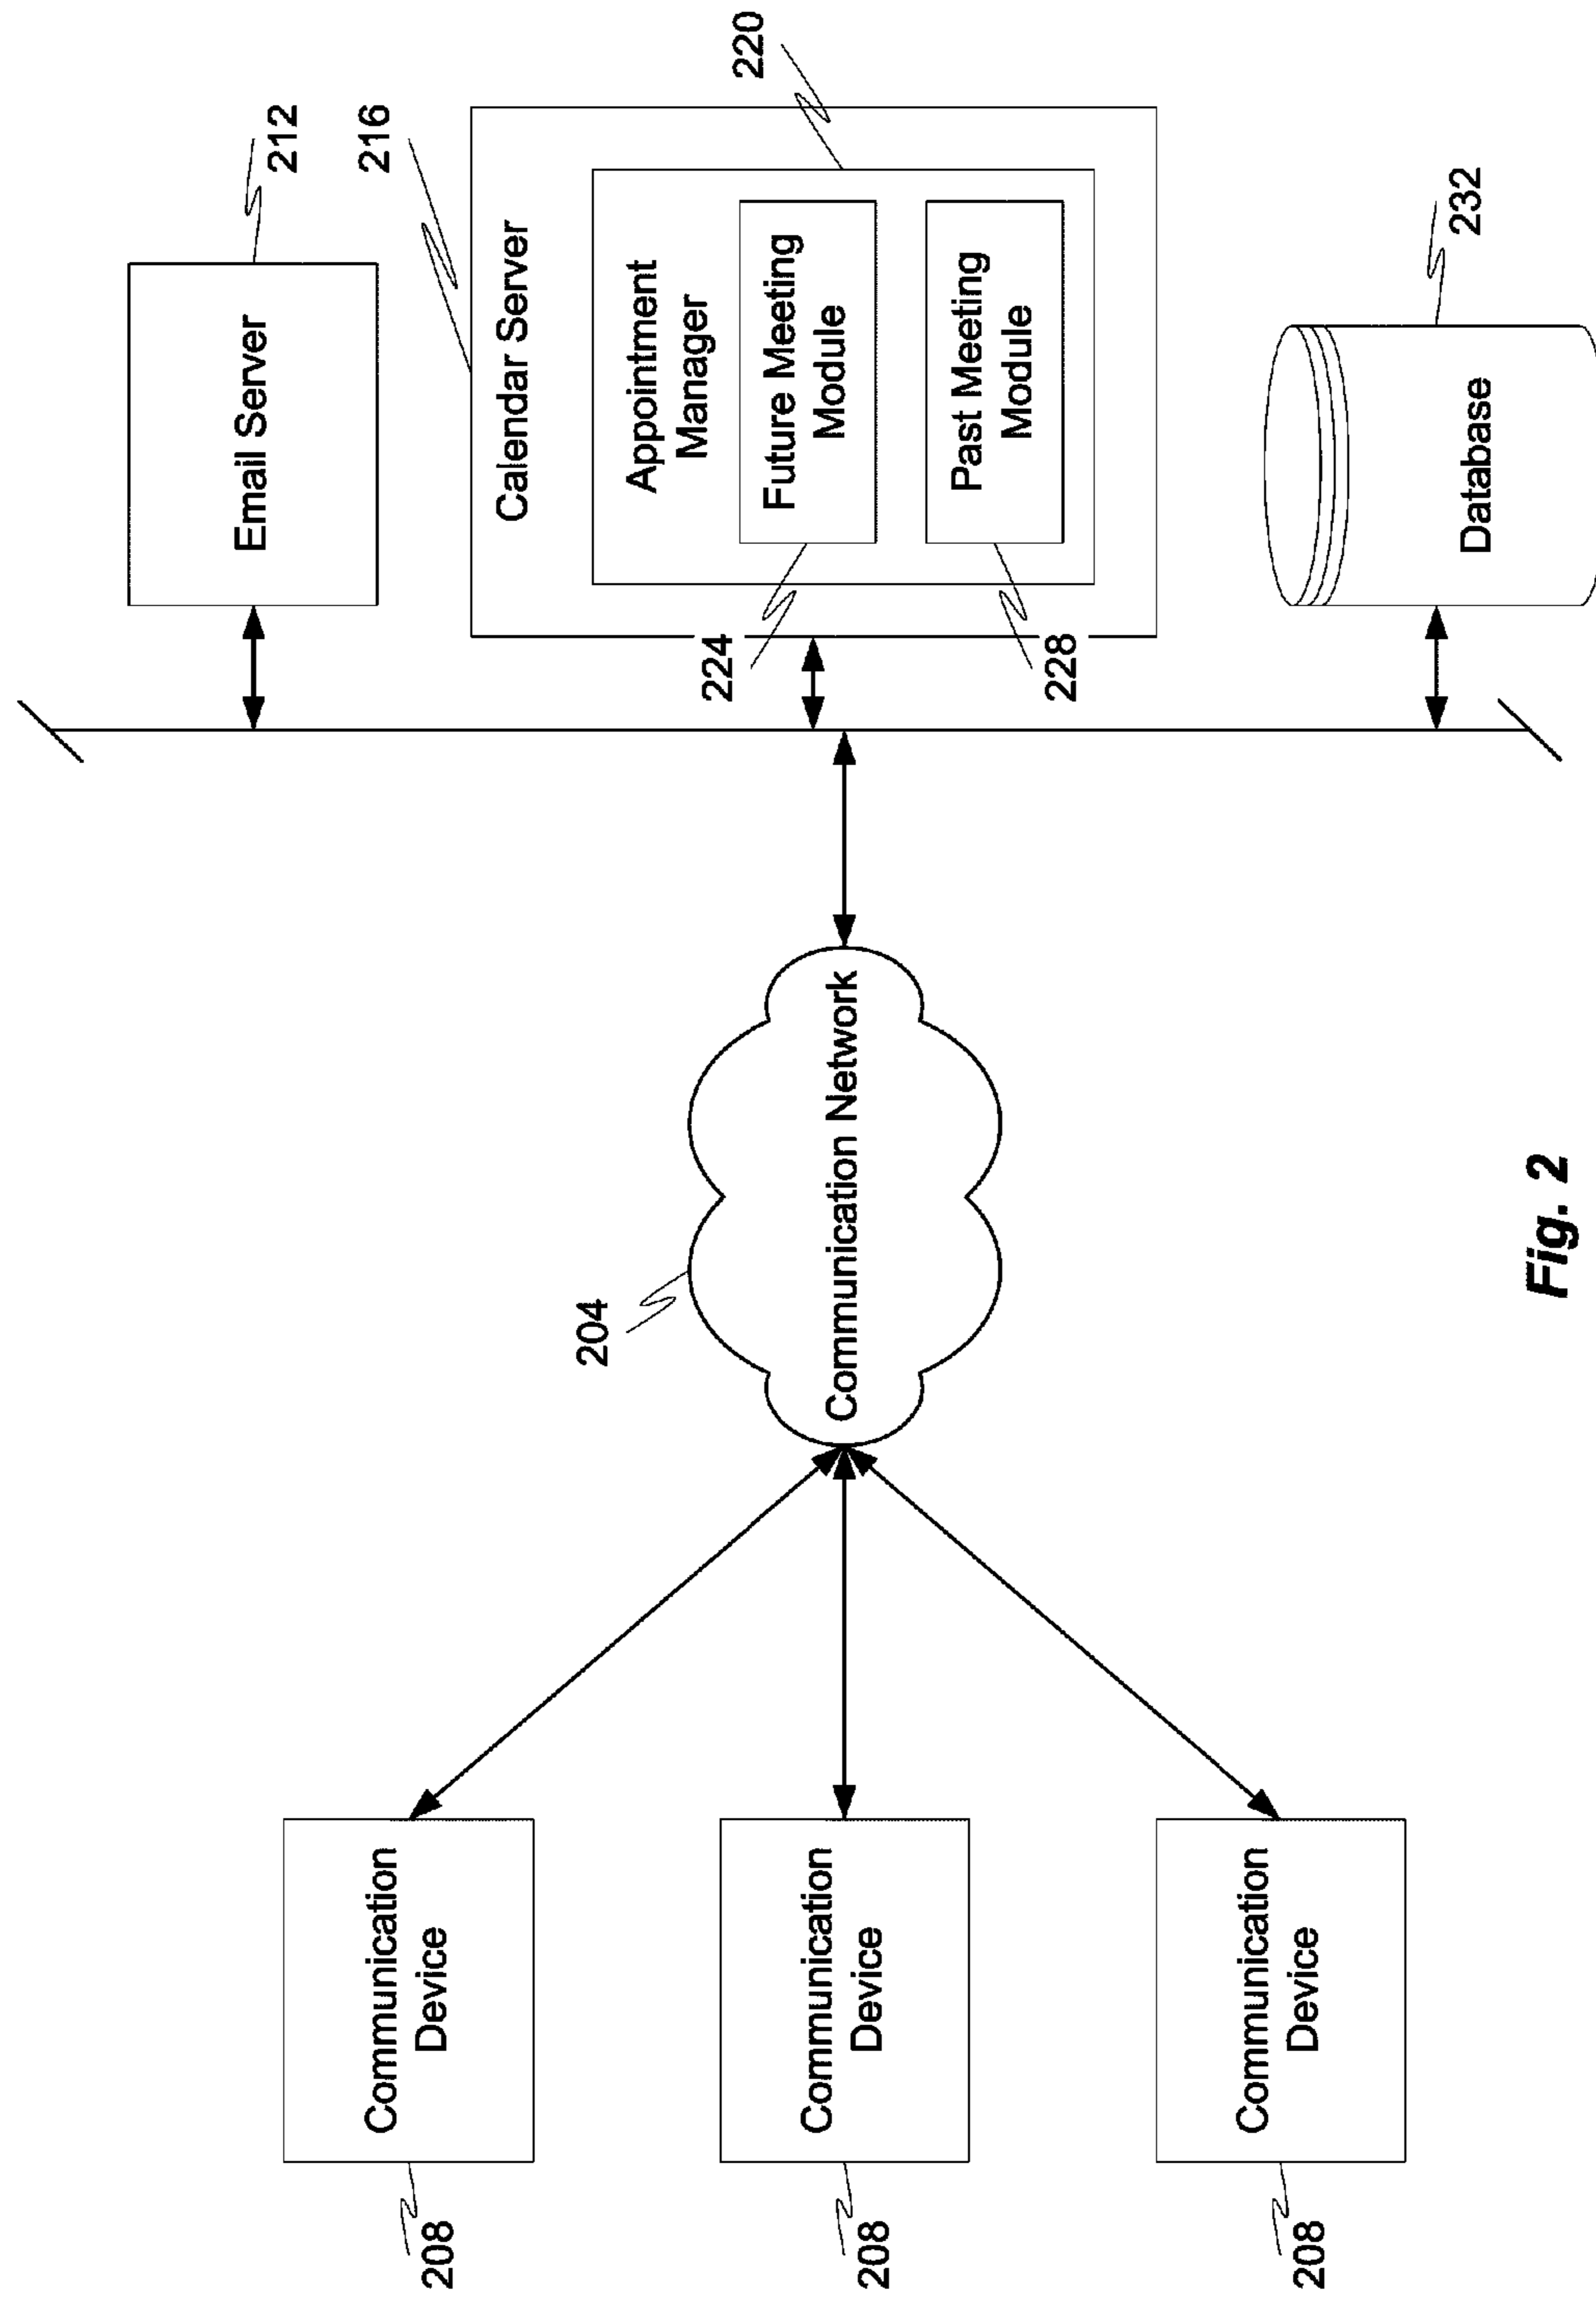 212
Email Server
216
Calendar Server
220
Appointment
Manager
Future Meeting
Module
224
Past Meeting
Module
228
232
Database
204
Communication Network
Communication
Device
208
Communication
Device
208
Communication
Device
208
Fig. 2